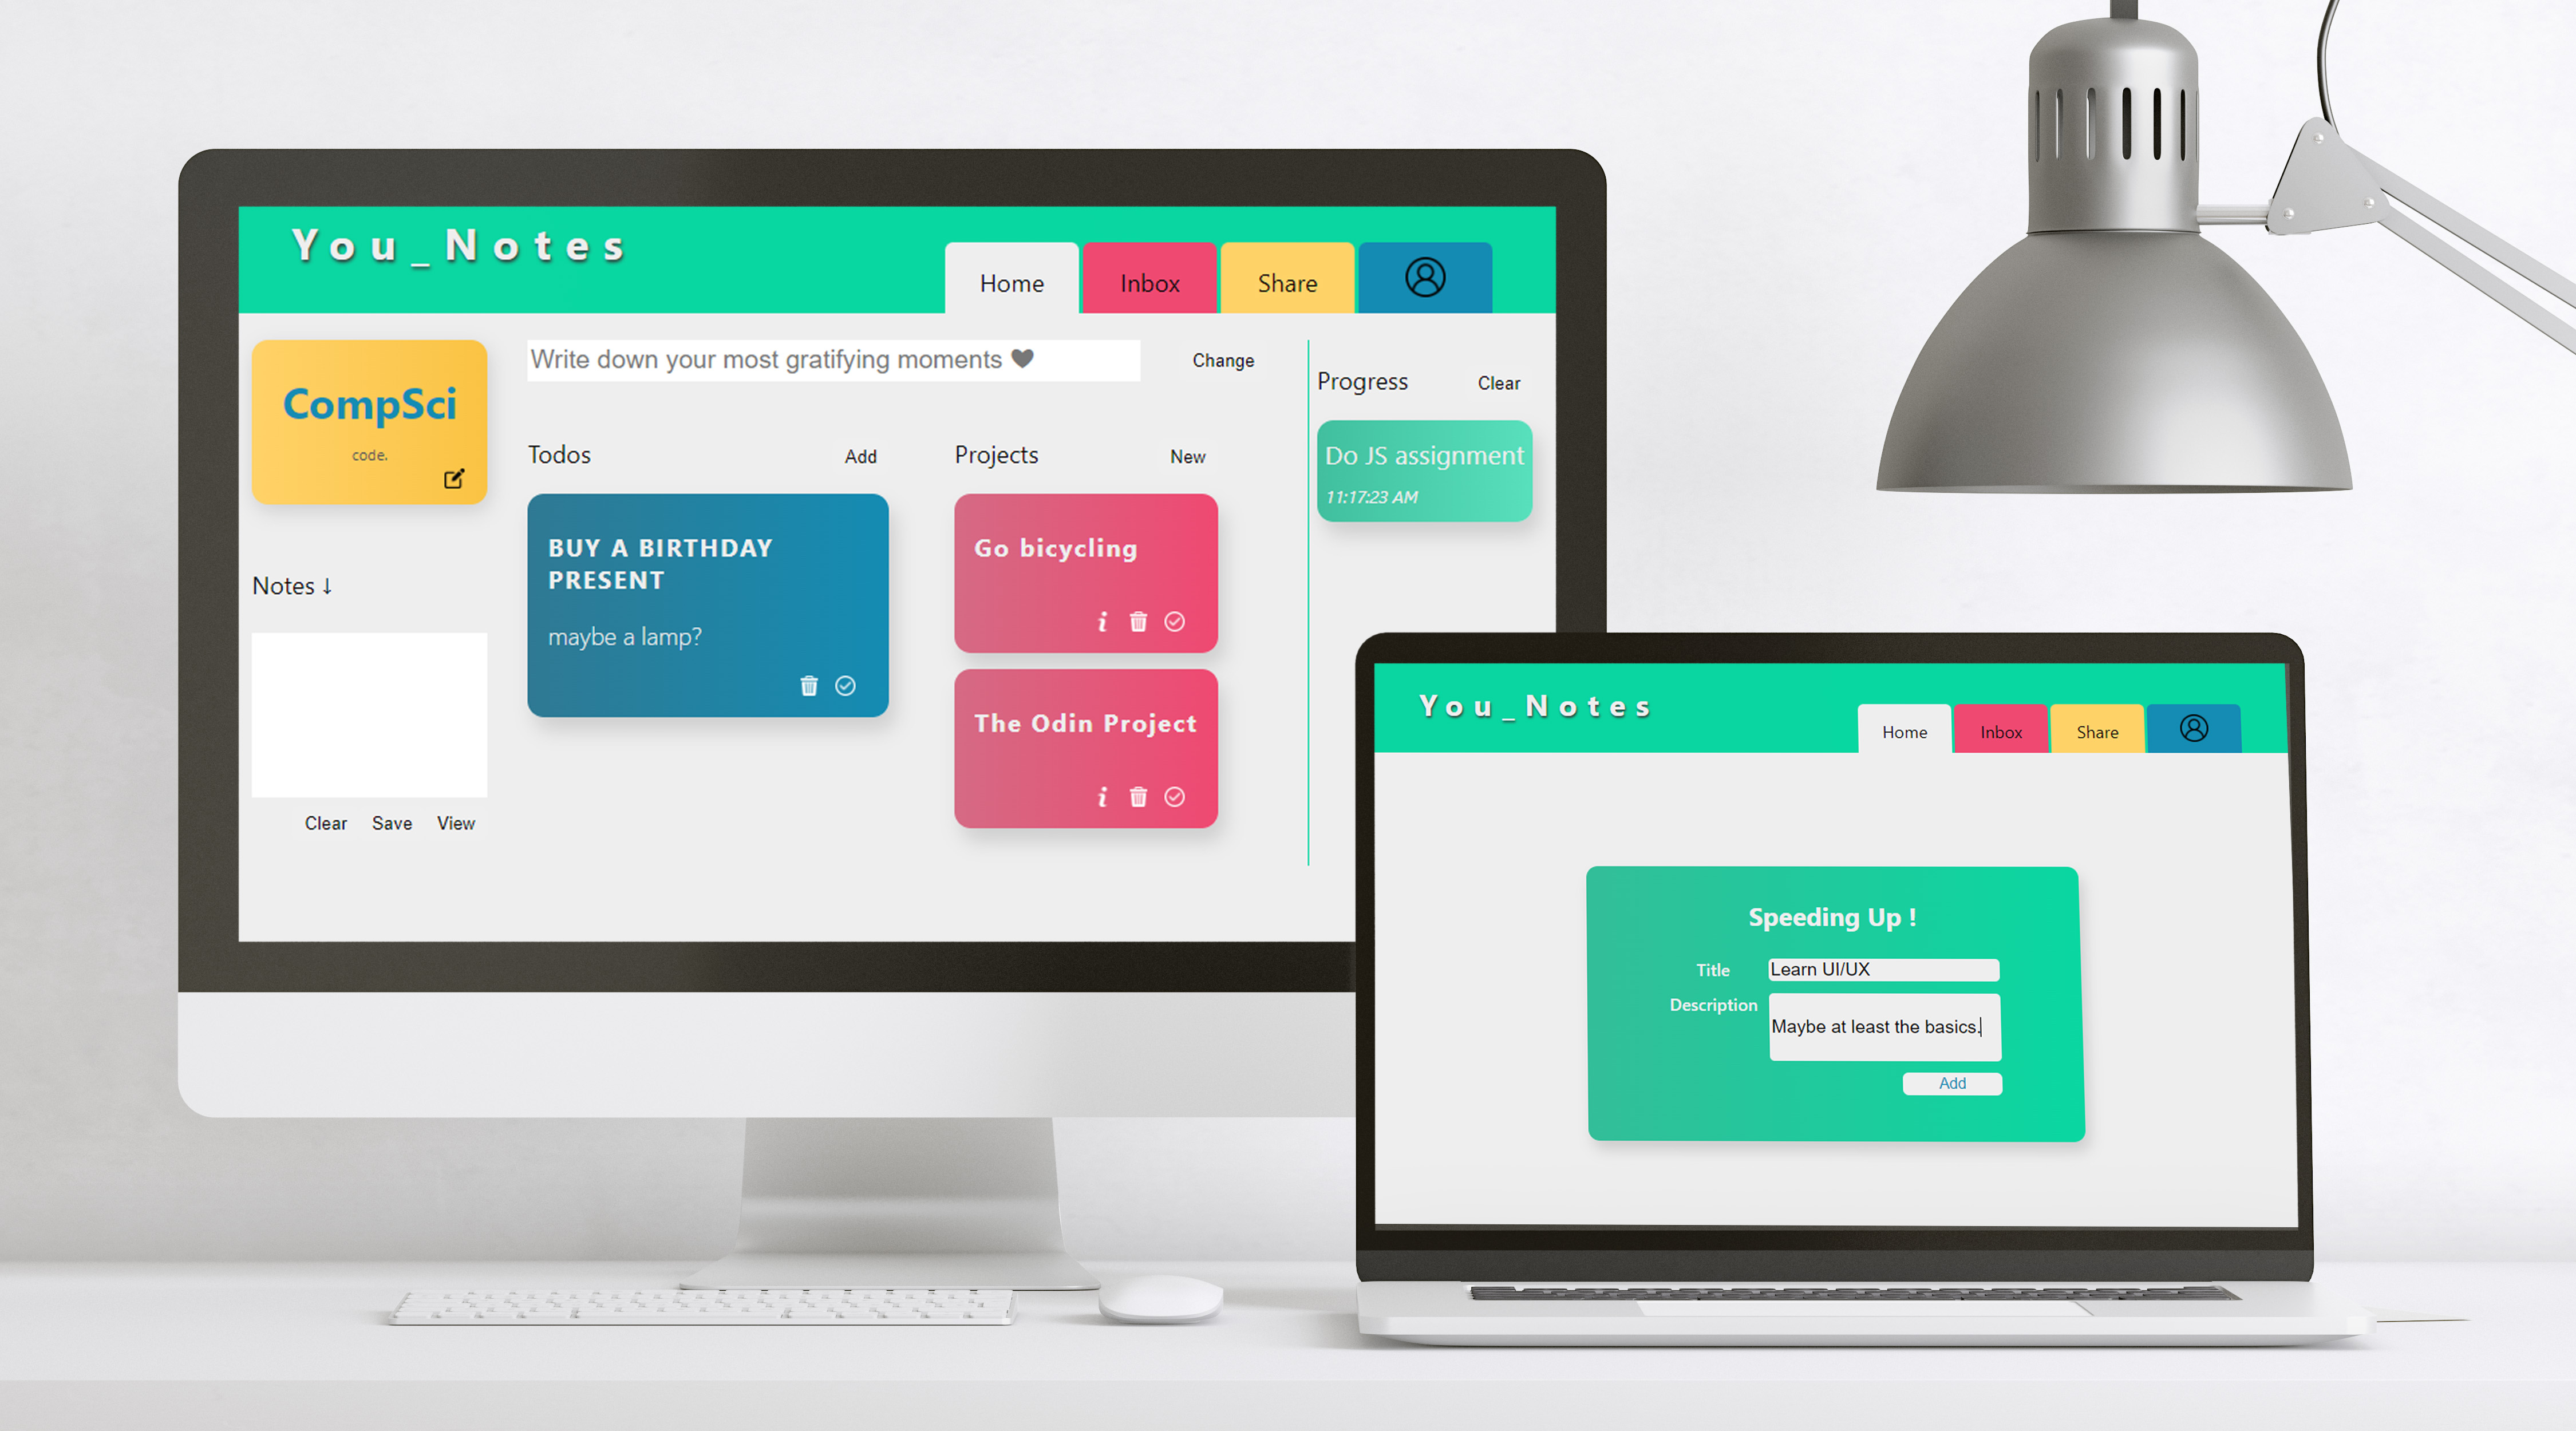 You_Notes
Home
Inbox
Share
CompSci
code.
Notes ↓
Clear
Save
View
Write down your most gratifying moments ♥
Change
Todos
Add
BUY A BIRTHDAY
PRESENT
maybe a lamp?
Projects
New
Go bicycling
The Odin Project
Progress
Clear
Do JS assignment
11:17:23 AM
You_Notes
Home
Inbox
Share
Speeding Up !
Title
Learn UI/UX
Description
Maybe at least the basics.
Add